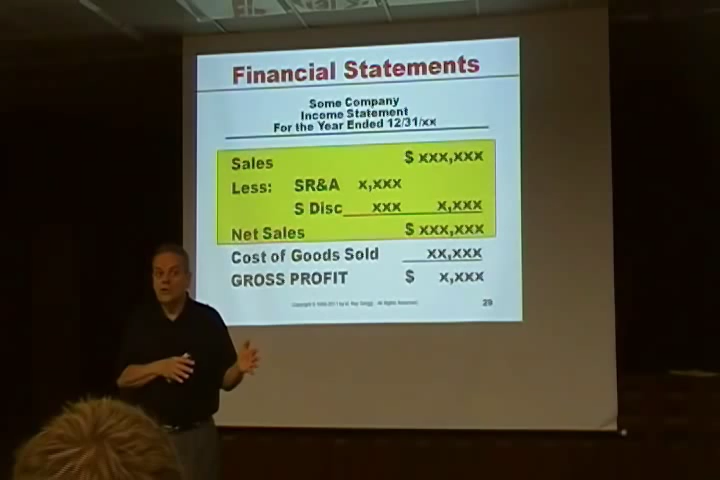 Financial Statements
Some Company
Income Statement
For the Year Ended 12/31/xx
Sales $ xxx,xxx
Less: SR&A x,xxx
S Disc xxx x,xxx
Net Sales $ xxx,xxx
Cost of Goods Sold xx,xxx
GROSS PROFIT $ x,xxx
29